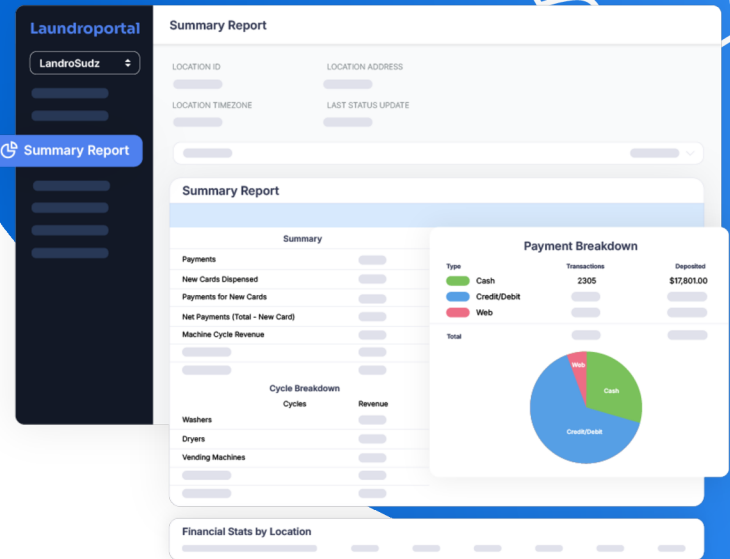 Laundroportal
Summary Report
LandroSudz
LOCATION ID LOCATION ADDRESS
LOCATION TIMEZONE LAST STATUS UPDATE
Summary Report
Summary Report
Summary
Payments
New Cards Dispensed
Payments for New Cards
Net Payments (Total - New Card)
Machine Cycle Revenue
Cycle Breakdown
Cycles Revenue
Washers
Dryers
Vending Machines
Payment Breakdown
Type Transactions Deposited
Cash 2305 $17,801.00
Credit/Debit
Web
Total
Web
Cash
Credit/Debit
Financial Stats by Location